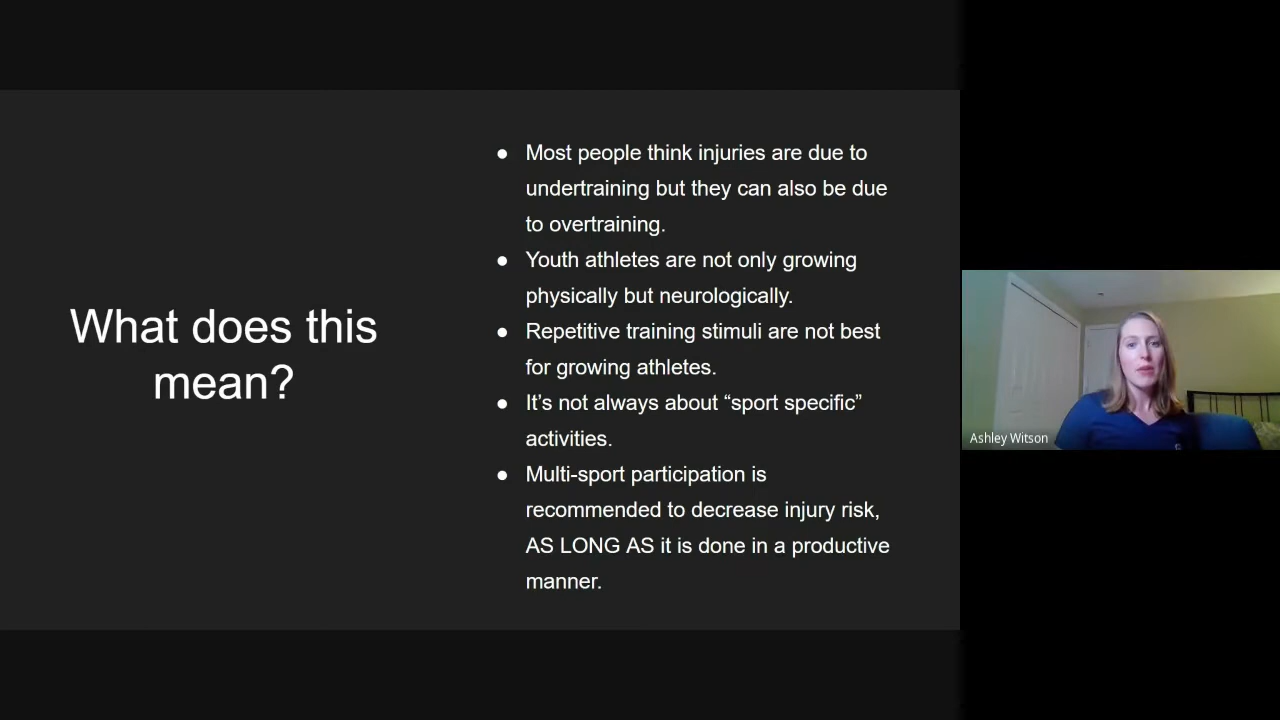 What does this
mean?
● Most people think injuries are due to
undertraining but they can also be due
to overtraining.
● Youth athletes are not only growing
physically but neurologically.
● Repetitive training stimuli are not best
for growing athletes.
● It’s not always about “sport specific”
activities.
● Multi-sport participation is
recommended to decrease injury risk,
AS LONG AS it is done in a productive
manner.
Ashley Witson